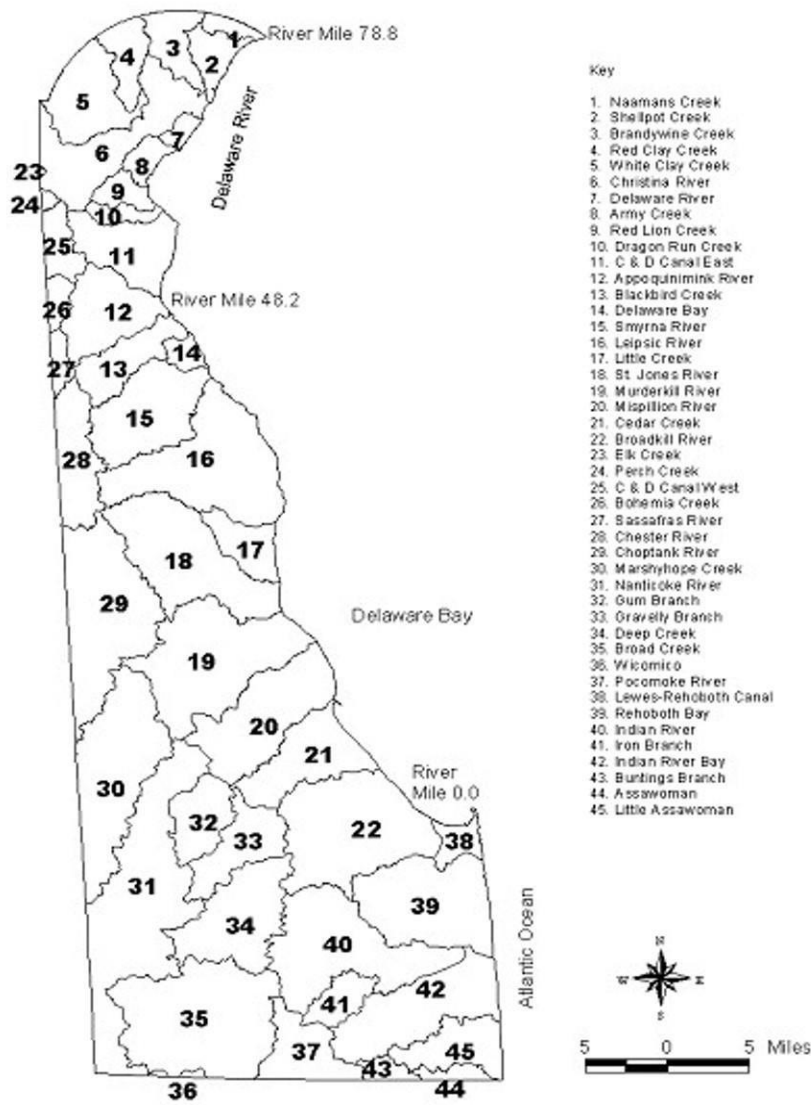 River Mile 78.8
1
3
4
2
5
Delaware River
7
6
8
23
9
24
10
25
11
River Mile 48.2
26
12
14
27
13
15
16
28
17
18
29
Delaware Bay
19
20
21
River
Mile 0.0
30
32
22
33
38
31
39
34
40
Atlantic Ocean
42
41
35
37
45
43
36
44
Key
1. Naamans Creek
2. Shellpot Creek
3. Brandywine Creek
4. Red Clay Creek
5. White Clay Creek
6. Christina River
7. Delaware River
8. Army Creek
9. Red Lion Creek
10. Dragon Run Creek
11. C & D Canal East
12. Appoquinimink River
13. Blackbird Creek
14. Delaware Bay
15. Smyrna River
16. Leipsic River
17. Little Creek
18. St. Jones River
19. Murderkill River
20. Mispillion River
21. Cedar Creek
22. Broadkill River
23. Elk Creek
24. Perch Creek
25. C & D Canal West
26. Bohemia Creek
27. Sassafras River
28. Chester River
29. Choptank River
30. Marshyhope Creek
31. Nanticoke River
32. Gum Branch
33. Gravelly Branch
34. Deep Creek
35. Broad Creek
36. Wicomico
37. Pocomoke River
38. Lewes-Rehoboth Canal
39. Rehoboth Bay
40. Indian River
41. Iron Branch
42. Indian River Bay
43. Buntings Branch
44. Assawoman
45. Little Assawoman
N
W E
S
5 0 5 Miles